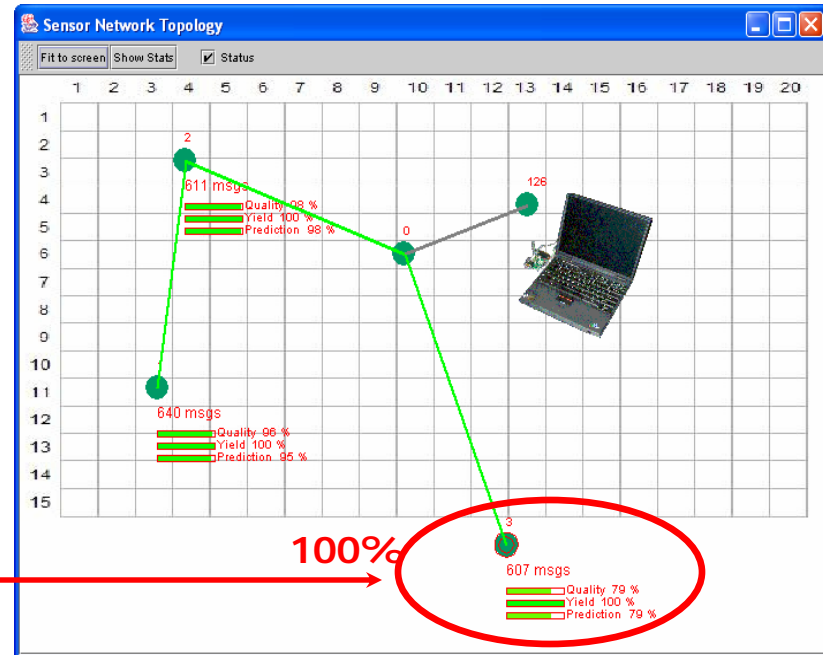 Sensor Network Topology
Fit to screen Show Stats Status
1 2 3 4 5 6 7 8 9 10 11 12 13 14 15 16 17 18 19 20
1
2
3
4
5
6
7
8
9
10
11
12
13
14
15
2
611 msgs
Quality 98 %
Yield 100 %
Prediction 98 %
126
0
640 msgs
Quality 96 %
Yield 100 %
Prediction 95 %
100%
3
607 msgs
Quality 79 %
Yield 100 %
Prediction 79 %